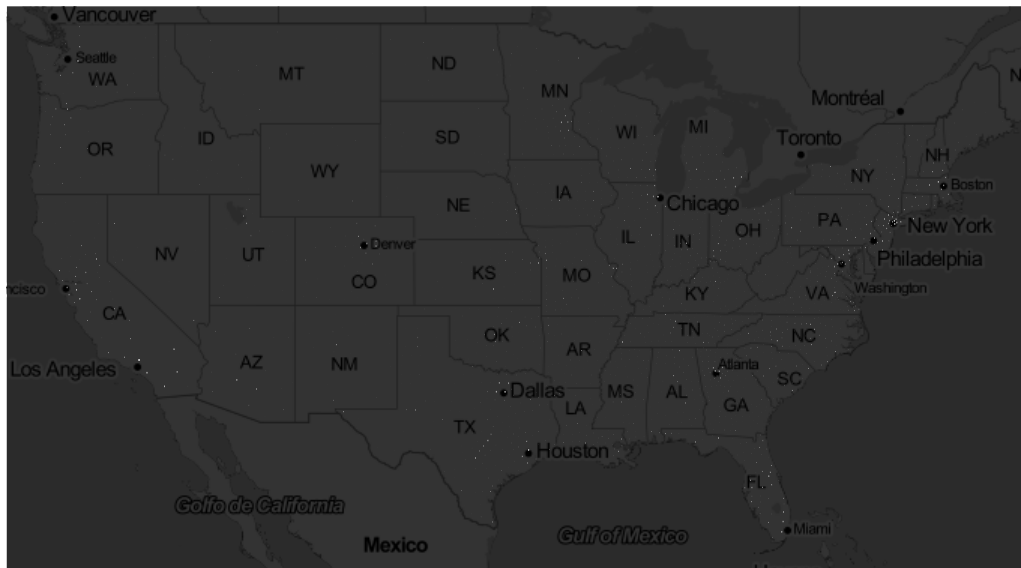 Vancouver
Seattle
WA
MT
ND
MN
OR
ID
SD
WI
MI
Montréal
Toronto
NH
N
WY
NE
IA
NY
Boston
Chicago
NV
UT
Denver
CO
KS
MO
IL
IN
OH
PA
New York
Philadelphia
Washington
ncisco
CA
KY
VA
Los Angeles
AZ
NM
OK
AR
TN
NC
Atlanta
SC
Dallas
TX
LA
MS
AL
GA
Houston
FL
Golfo de California
Mexico
Gulf of Mexico
Miami